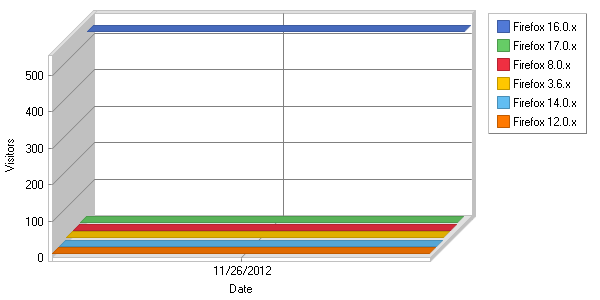 Visitors
500
400
300
200
100
0
11/26/2012
Date
Firefox 16.0.x
Firefox 17.0.x
Firefox 8.0.x
Firefox 3.6.x
Firefox 14.0.x
Firefox 12.0.x